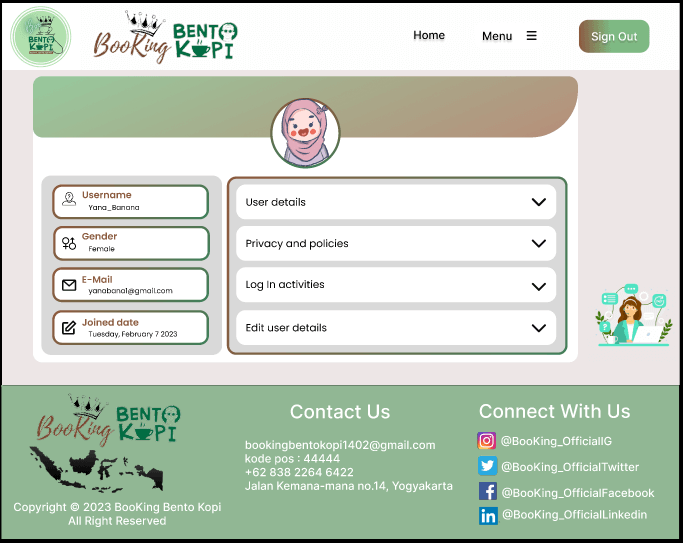 BENTO
KOPI
BooKing
BENTO
KOPI
Home
Menu
Sign Out
Username
Yana_Banana
Gender
Female
E-Mail
yanabana1@gmail.com
Joined date
Tuesday, February 7 2023
User details
Privacy and policies
Log In activities
Edit user details
BooKing
BENTO
KOPI
Copyright © 2023 BooKing Bento Kopi
All Right Reserved
Contact Us
bookingbentokopi1402@gmail.com
kode pos : 44444
+62 838 2264 6422
Jalan Kemana-mana no.14, Yogyakarta
Connect With Us
@BooKing_OfficialIG
@BooKing_OfficialTwitter
@BooKing_OfficialFacebook
@BooKing_OfficialLinkedin